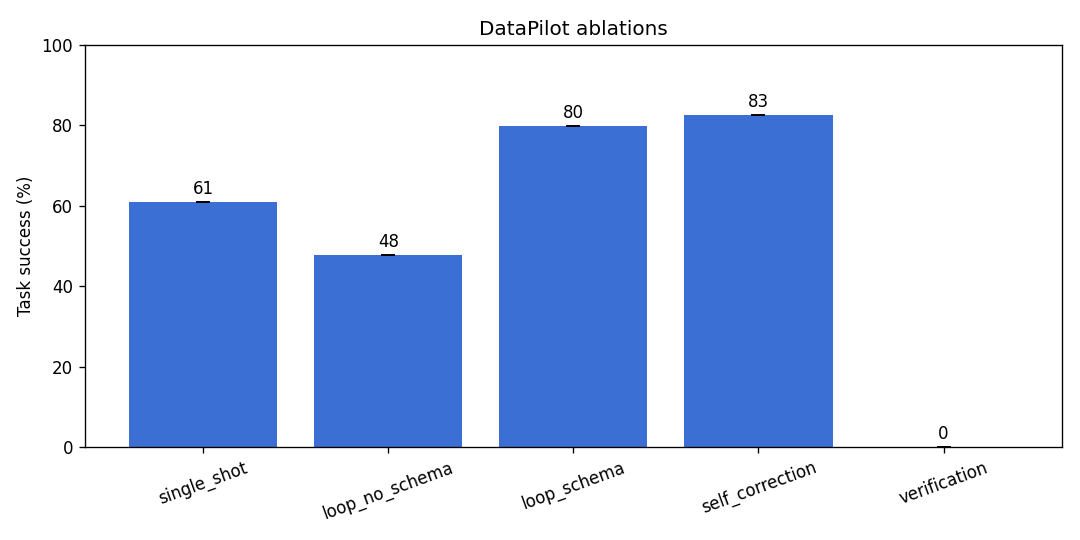 DataPilot ablations
Task success (%)
100
80
60
40
20
0
61
48
80
83
0
single_shot
loop_no_schema
loop_schema
self_correction
verification